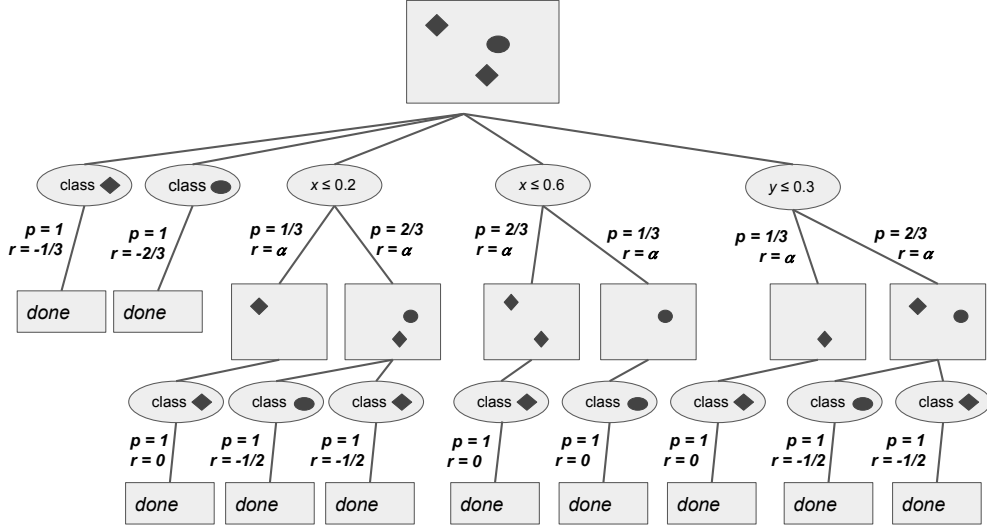 class
class
x ≤ 0.2
x ≤ 0.6
y ≤ 0.3
p = 1
r = -1/3
p = 1
r = -2/3
p = 1/3
r = α
p = 2/3
r = α
p = 2/3
r = α
p = 1/3
r = α
p = 1/3
r = α
p = 2/3
r = α
done
done
class
class
class
class
class
class
class
class
p = 1
r = 0
p = 1
r = -1/2
p = 1
r = -1/2
p = 1
r = 0
p = 1
r = 0
p = 1
r = 0
p = 1
r = -1/2
p = 1
r = -1/2
done
done
done
done
done
done
done
done